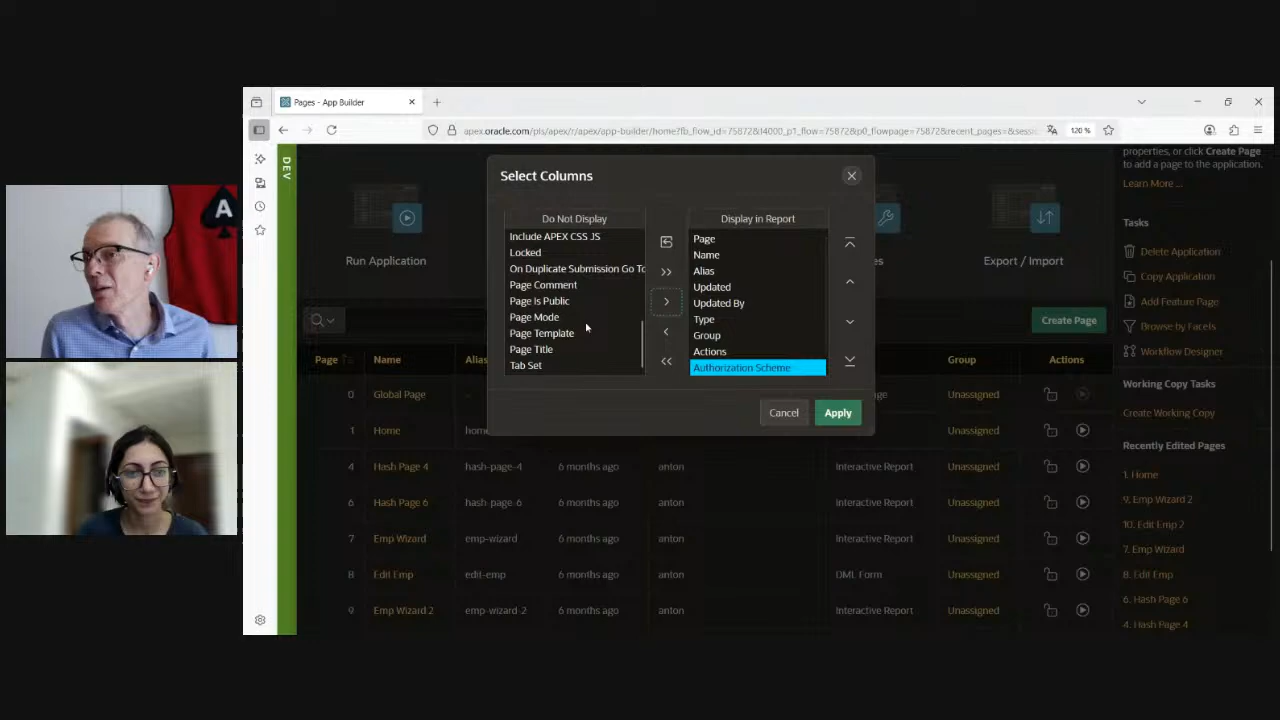 Pages - App Builder
apex.oracle.com/pls/apex/r/apex/app-builder/home?fb_flow_id=75872&f4000_p1_flow=75872&p0_flowpage=75872&recent_pages=&sessi
120 %
DEV
A
Select Columns
Do Not Display
Include APEX CSS JS
Locked
On Duplicate Submission Go To
Page Comment
Page Is Public
Page Mode
Page Template
Page Title
Tab Set
Display in Report
Page
Name
Alias
Updated
Updated By
Type
Group
Actions
Authorization Scheme
Cancel
Apply
Run Application
Export / Import
Create Page
Page Name Alias Group Actions
0 Global Page - Unassigned
1 Home Unassigned
4 Hash Page 4 hash-page-4 6 months ago anton Interactive Report Unassigned
6 Hash Page 6 hash-page-6 6 months ago anton Interactive Report Unassigned
7 Emp Wizard emp-wizard 6 months ago anton Interactive Report Unassigned
8 Edit Emp edit-emp 6 months ago anton DML Form Unassigned
9 Emp Wizard 2 emp-wizard-2 6 months ago anton Interactive Report Unassigned
properties, or click Create Page
to add a page to the application.
Learn More ...
Tasks
Delete Application
Copy Application
Add Feature Page
Browse by Facets
Workflow Designer
Working Copy Tasks
Create Working Copy
Recently Edited Pages
1. Home
9. Emp Wizard 2
10. Edit Emp 2
7. Emp Wizard
8. Edit Emp
6. Hash Page 6
4. Hash Page 4